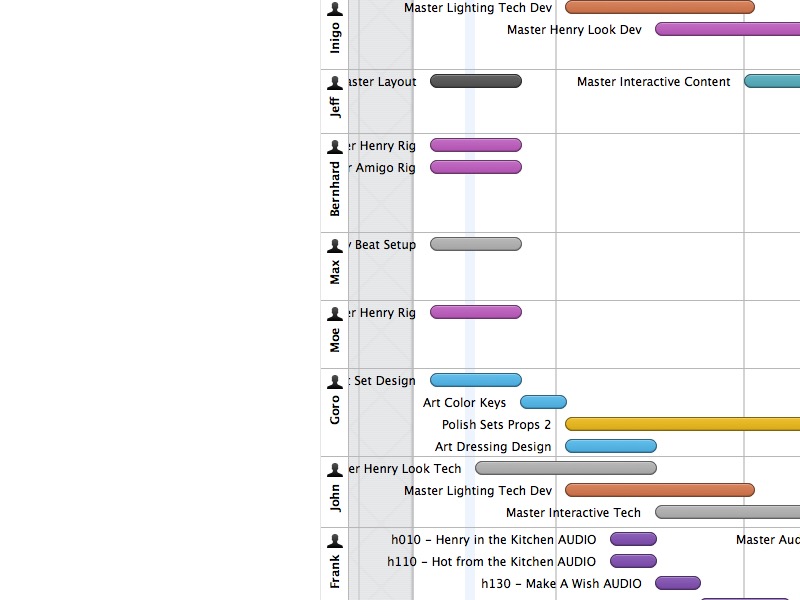 Inigo
Master Lighting Tech Dev
Master Henry Look Dev
Jeff
aster Layout
Master Interactive Content
Bernhard
er Henry Rig
r Amigo Rig
Max
y Beat Setup
Moe
er Henry Rig
Goro
t Set Design
Art Color Keys
Polish Sets Props 2
Art Dressing Design
John
er Henry Look Tech
Master Lighting Tech Dev
Master Interactive Tech
Frank
h010 – Henry in the Kitchen AUDIO
Master Aud
h110 – Hot from the Kitchen AUDIO
h130 – Make A Wish AUDIO